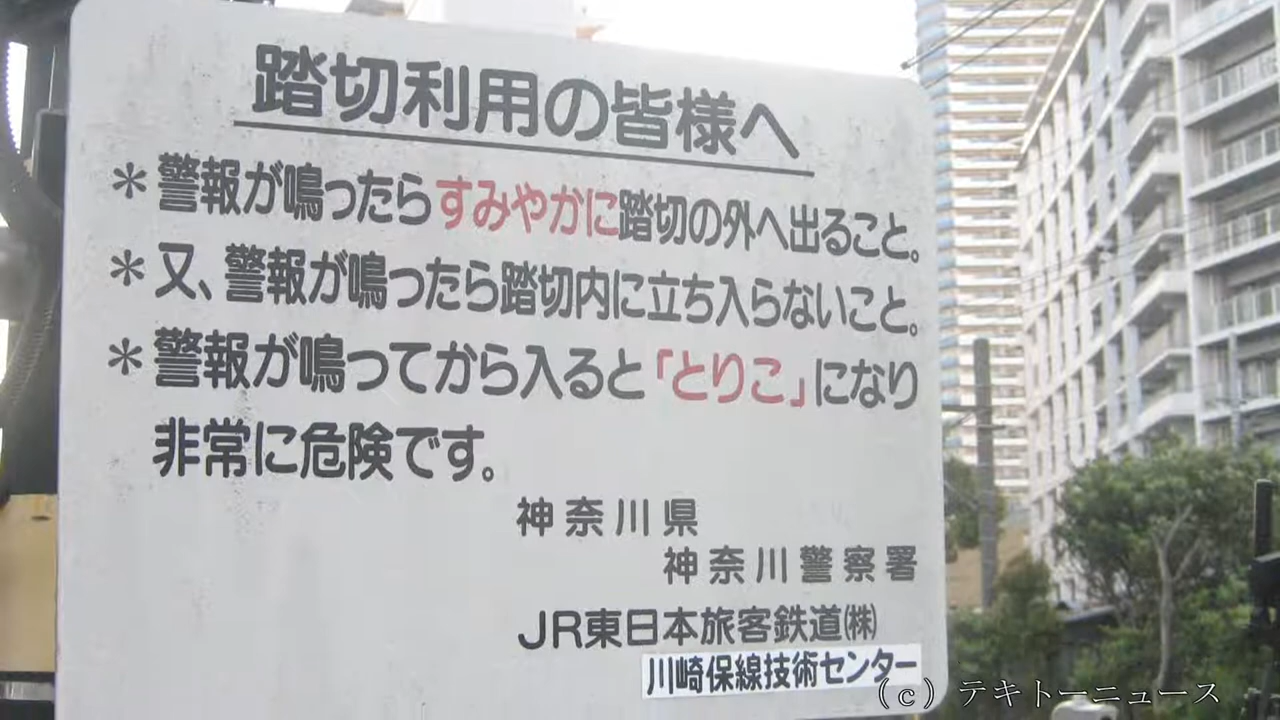 踏切利用の皆様へ
＊警報が鳴ったらすみやかに踏切の外へ出ること。
＊又、警報が鳴ったら踏切内に立ち入らないこと。
＊警報が鳴ってから入ると「とりこ」になり
非常に危険です。
神奈川県
神奈川警察署
JR東日本旅客鉄道㈱
川崎保線技術センター
（c）テキトーニュース